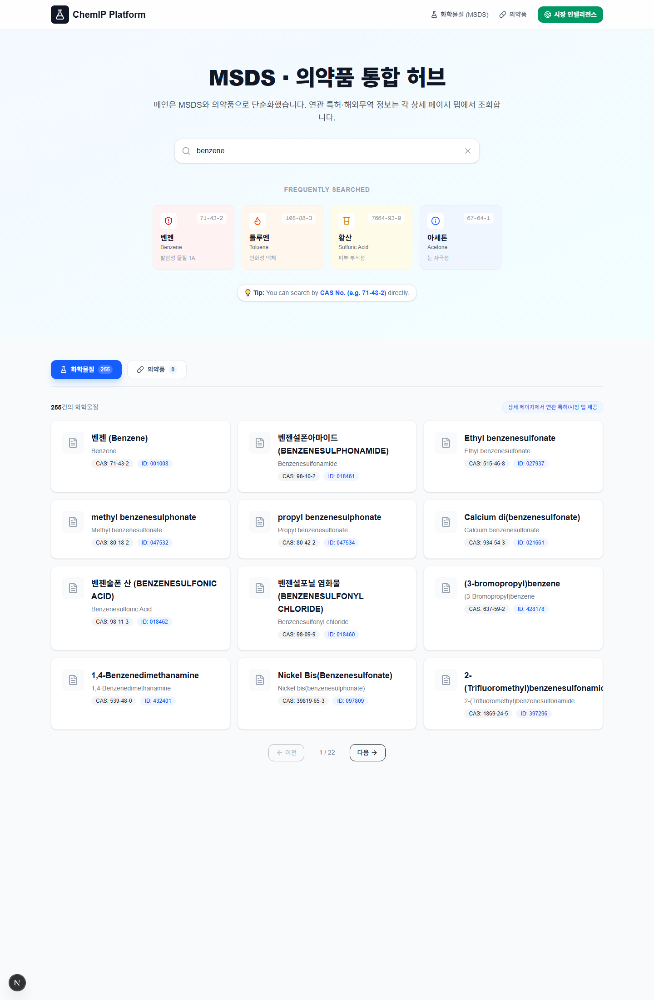 ChemIP Platform
화학물질 (MSDS)
의약품
시장 인텔리전스
MSDS · 의약품 통합 허브
메인은 MSDS와 의약품으로 단순화했습니다. 연관 특허·해외무역 정보는 각 상세 페이지 탭에서 조회합
니다.
benzene
FREQUENTLY SEARCHED
71-43-2
벤젠
Benzene
발암성 물질 1A
108-88-3
톨루엔
Toluene
인화성 액체
7664-93-9
황산
Sulfuric Acid
피부 부식성
67-64-1
아세톤
Acetone
눈 자극성
Tip: You can search by CAS No. (e.g. 71-43-2) directly.
화학물질 255
의약품 0
255건의 화학물질
상세 페이지에서 연관 특허/시장 탭 제공
벤젠 (Benzene)
Benzene
CAS: 71-43-2 ID: 001008
벤젠설폰아마이드
(BENZENESULPHONAMIDE)
Benzenesulfonamide
CAS: 98-10-2 ID: 018461
Ethyl benzenesulfonate
Ethyl benzenesulfonate
CAS: 515-46-8 ID: 027937
methyl benzenesulphonate
Methyl benzenesulfonate
CAS: 80-18-2 ID: 047532
propyl benzenesulphonate
Propyl benzenesulfonate
CAS: 80-42-2 ID: 047534
Calcium di(benzenesulfonate)
Calcium benzenesulfonate
CAS: 934-54-3 ID: 021661
벤젠술폰 산 (BENZENESULFONIC
ACID)
Benzenesulfonic Acid
CAS: 98-11-3 ID: 018462
벤젠설포닐 염화물
(BENZENESULFONYL
CHLORIDE)
Benzenesulfonyl chloride
CAS: 98-09-9 ID: 018460
(3-bromopropyl)benzene
(3-Bromopropyl)benzene
CAS: 637-59-2 ID: 428178
1,4-Benzenedimethanamine
1,4-Benzenedimethanamine
CAS: 539-48-0 ID: 432401
Nickel Bis(Benzenesulfonate)
Nickel bis(benzenesulphonate)
CAS: 39819-65-3 ID: 097809
2-
(Trifluoromethyl)benzenesulfonamid
2-(Trifluoromethyl)benzenesulfonamide
CAS: 1869-24-5 ID: 397296
← 이전
1 / 22
다음 →
N